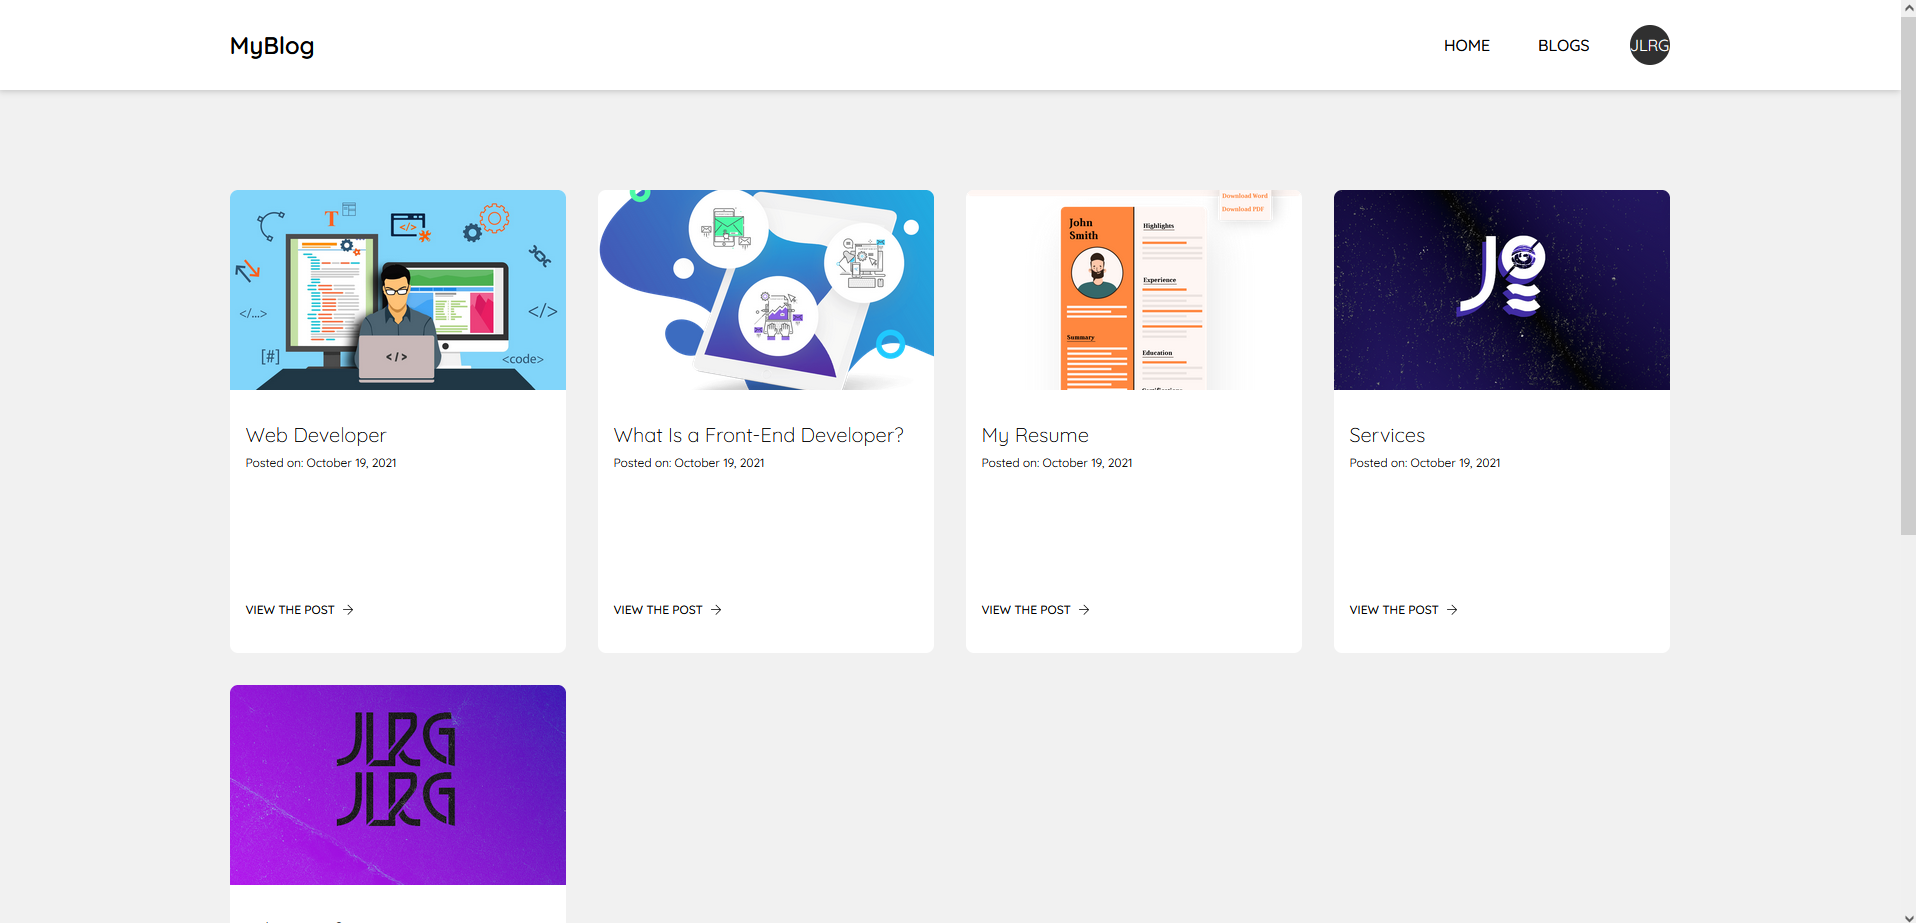 MyBlog
HOME
BLOGS
JLRG
T
</>
</...>
</>
[#]
</>
<code>
Web Developer
Posted on: October 19, 2021
VIEW THE POST →
What Is a Front-End Developer?
Posted on: October 19, 2021
VIEW THE POST →
Download Word
Download PDF
John
Smith
Highlights
Experience
Summary
Education
My Resume
Posted on: October 19, 2021
VIEW THE POST →
Services
Posted on: October 19, 2021
VIEW THE POST →
JLRG
JLRG